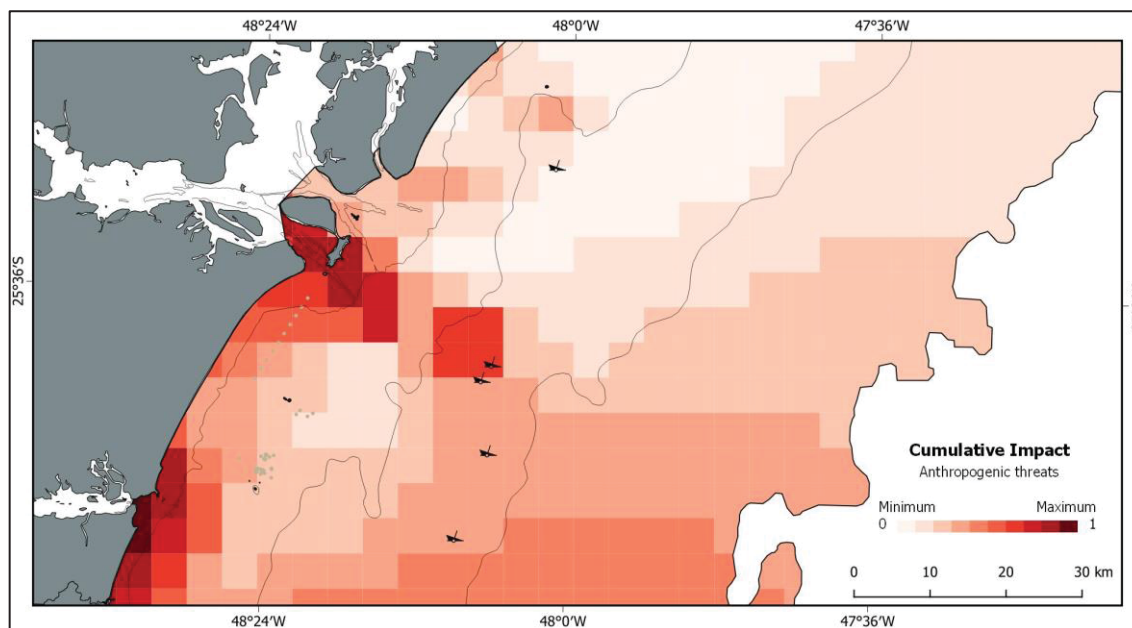 48°24'W 48°0'W 47°36'W
25°36'S
Cumulative Impact
Anthropogenic threats
Minimum Maximum
0 1
0 10 20 30 km
48°24'W 48°0'W 47°36'W